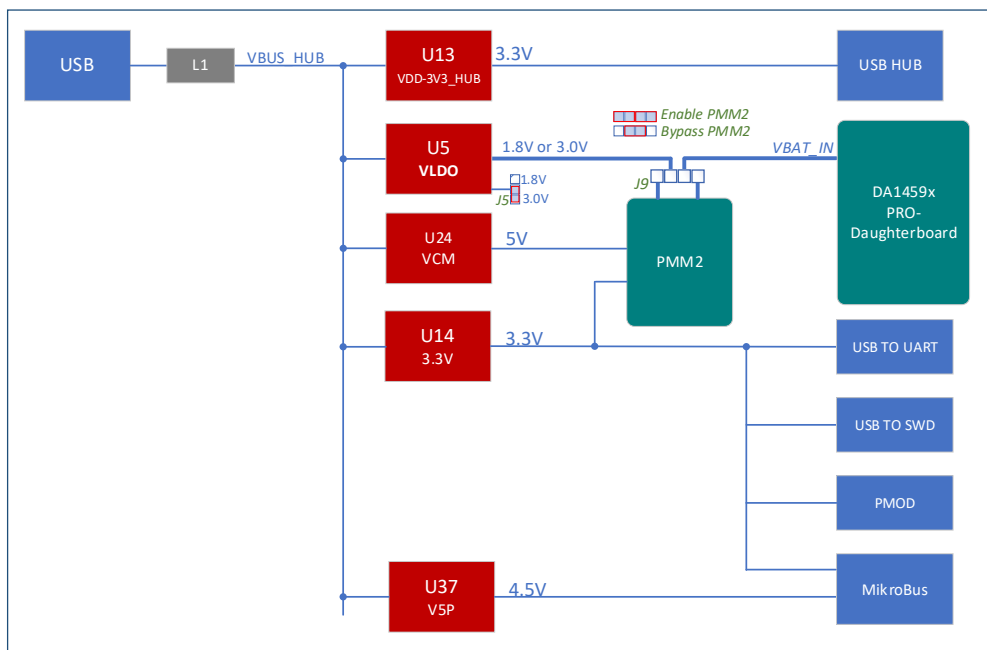 USB
L1
VBUS_HUB
U13
VDD-3V3_HUB
3.3V
USB HUB
Enable PMM2
Bypass PMM2
U5
VLDO
1.8V or 3.0V
VBAT_IN
J9
1.8V
J5
3.0V
DA1459x
PRO-
Daughterboard
U24
VCM
5V
PMM2
U14
3.3V
3.3V
USB TO UART
USB TO SWD
PMOD
U37
V5P
4.5V
MikroBus